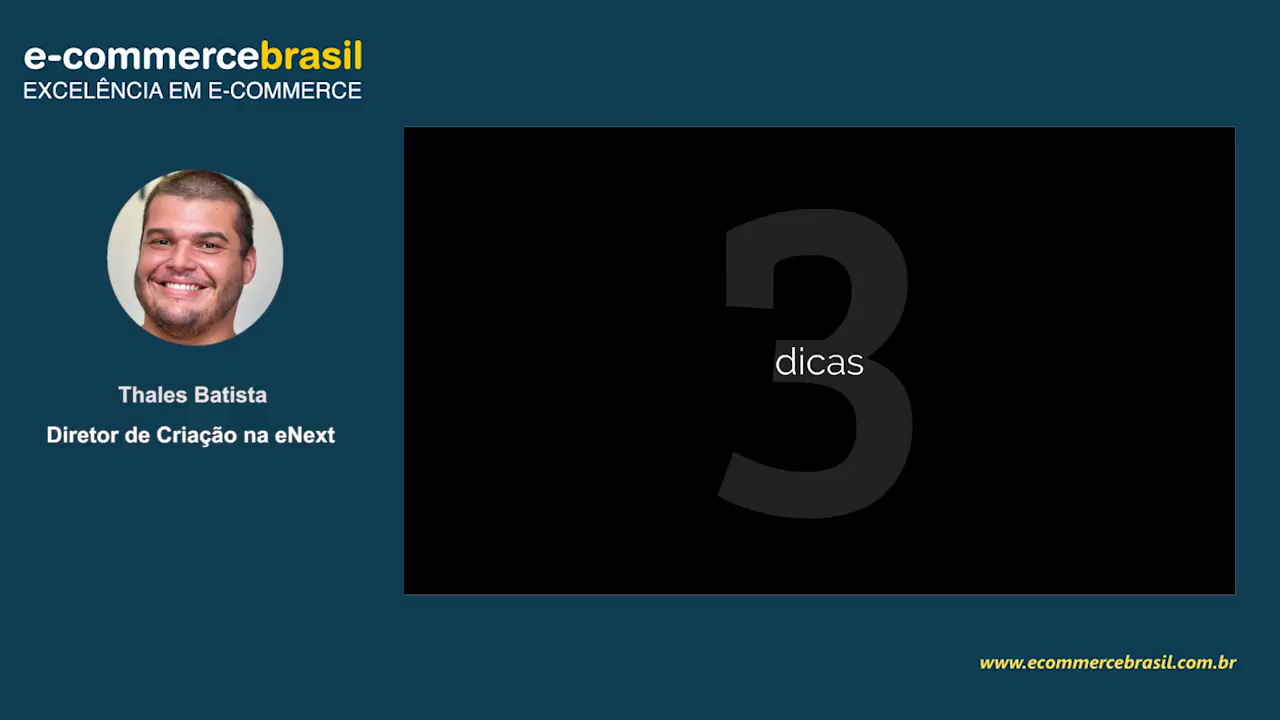 e-commercebrasil
EXCELÊNCIA EM E-COMMERCE
Thales Batista
Diretor de Criação na eNext
3
dicas
www.ecommercebrasil.com.br